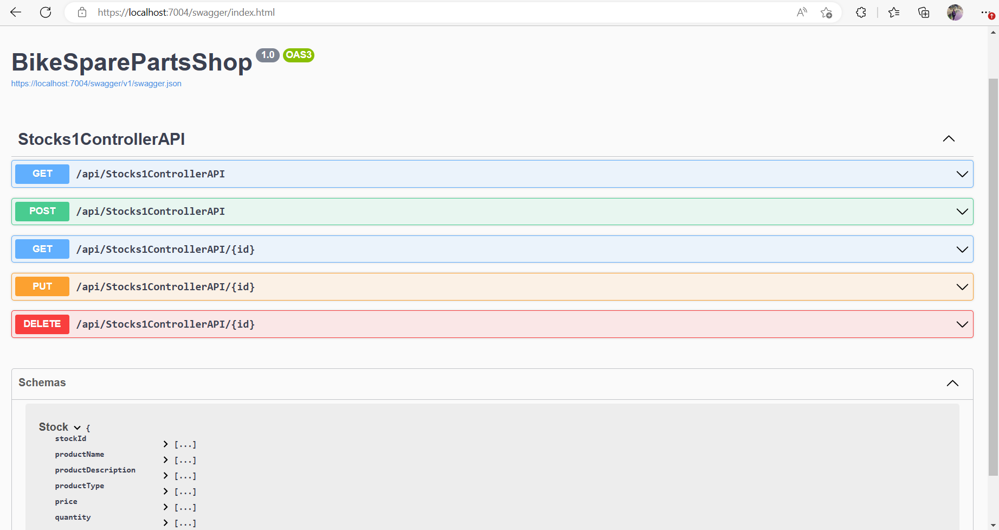 https://localhost:7004/swagger/index.html
BikeSparePartsShop 1.0 OAS3
https://localhost:7004/swagger/v1/swagger.json
Stocks1ControllerAPI
GET /api/Stocks1ControllerAPI
POST /api/Stocks1ControllerAPI
GET /api/Stocks1ControllerAPI/{id}
PUT /api/Stocks1ControllerAPI/{id}
DELETE /api/Stocks1ControllerAPI/{id}
Schemas
Stock {
stockId [...]
productName [...]
productDescription [...]
productType [...]
price [...]
quantity [...]